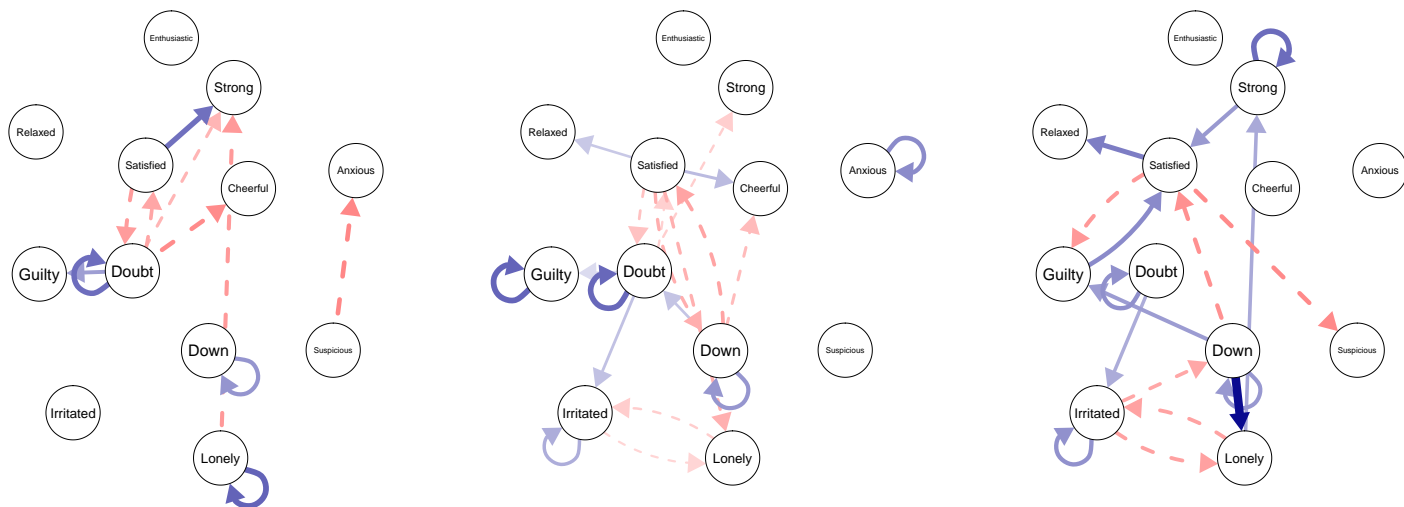 Enthusiastic
Strong
Relaxed
Satisfied
Cheerful
Anxious
Guilty
Doubt
Down
Suspicious
Irritated
Lonely
Enthusiastic
Strong
Relaxed
Satisfied
Cheerful
Anxious
Guilty
Doubt
Down
Suspicious
Irritated
Lonely
Enthusiastic
Strong
Relaxed
Satisfied
Cheerful
Anxious
Guilty
Doubt
Down
Suspicious
Irritated
Lonely